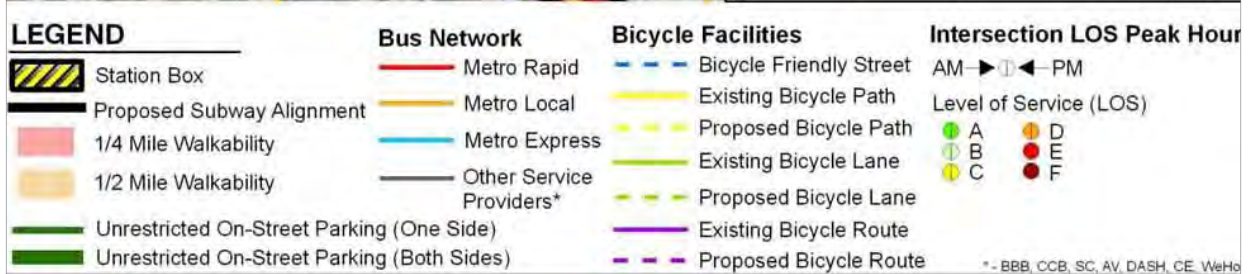 LEGEND
Station Box
Proposed Subway Alignment
1/4 Mile Walkability
1/2 Mile Walkability
Unrestricted On-Street Parking (One Side)
Unrestricted On-Street Parking (Both Sides)
Bus Network
Metro Rapid
Metro Local
Metro Express
Other Service
Providers*
Bicycle Facilities
Bicycle Friendly Street
Existing Bicycle Path
Proposed Bicycle Path
Existing Bicycle Lane
Proposed Bicycle Lane
Existing Bicycle Route
Proposed Bicycle Route
Intersection LOS Peak Hour
AM PM
Level of Service (LOS)
A D
B E
C F
* - BBB, CCB, SC, AV, DASH, CE, WeHo